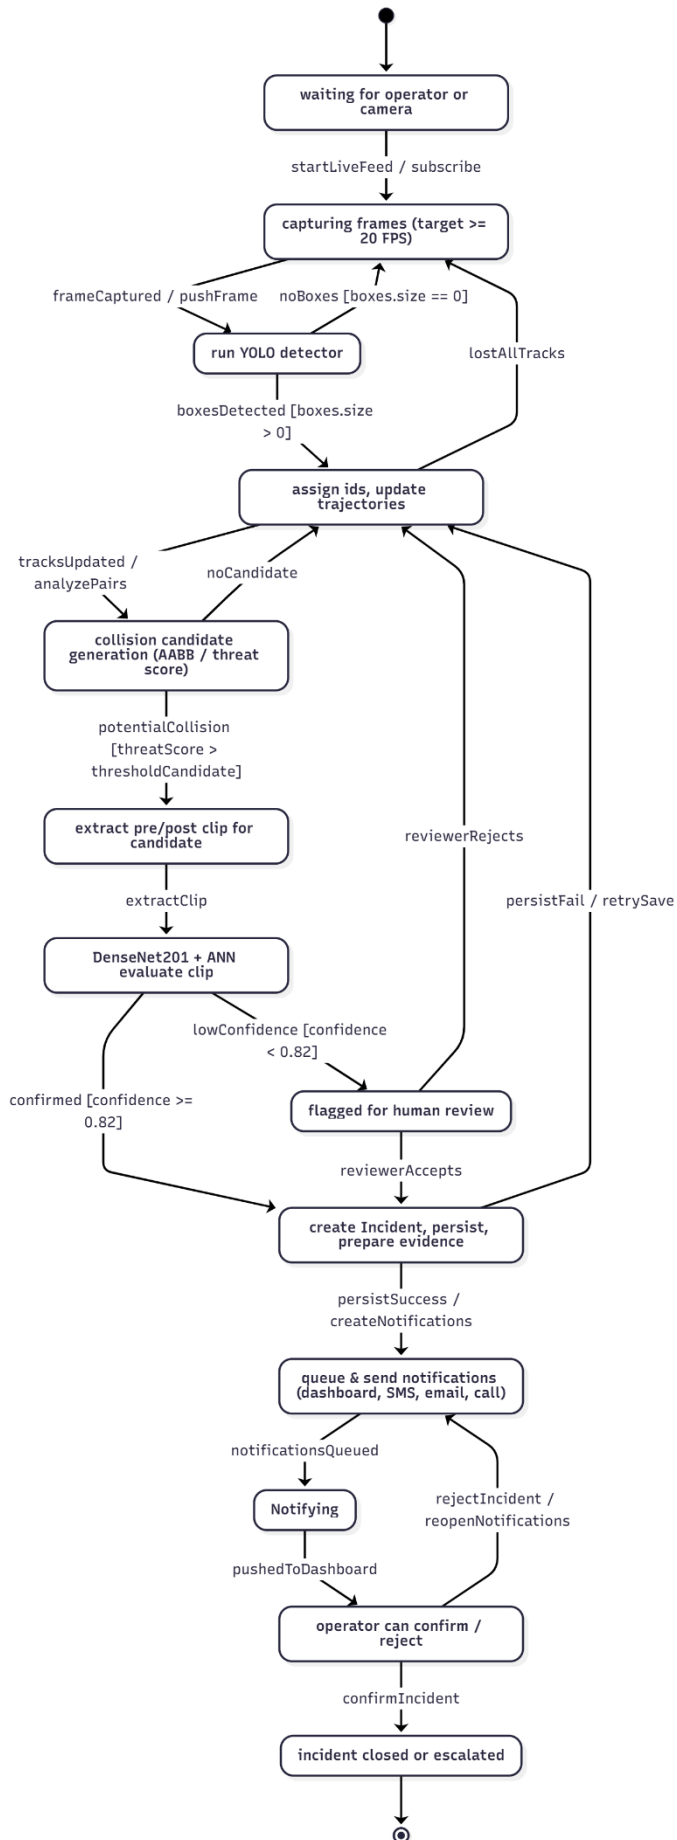 waiting for operator or
camera
startLiveFeed / subscribe
capturing frames (target >=
20 FPS)
frameCaptured / pushFrame
noBoxes [boxes.size == 0]
run YOLO detector
lostAllTracks
boxesDetected [boxes.size
> 0]
assign ids, update
trajectories
tracksUpdated /
analyzePairs
noCandidate
collision candidate
generation (AABB / threat
score)
potentialCollision
[threatScore >
thresholdCandidate]
extract pre/post clip for
candidate
reviewerRejects
persistFail / retrySave
extractClip
DenseNet201 + ANN
evaluate clip
lowConfidence [confidence
< 0.82]
confirmed [confidence >=
0.82]
flagged for human review
reviewerAccepts
create Incident, persist,
prepare evidence
persistSuccess /
createNotifications
queue & send notifications
(dashboard, SMS, email, call)
notificationsQueued
Notifying
rejectIncident /
reopenNotifications
pushedToDashboard
operator can confirm /
reject
confirmIncident
incident closed or escalated